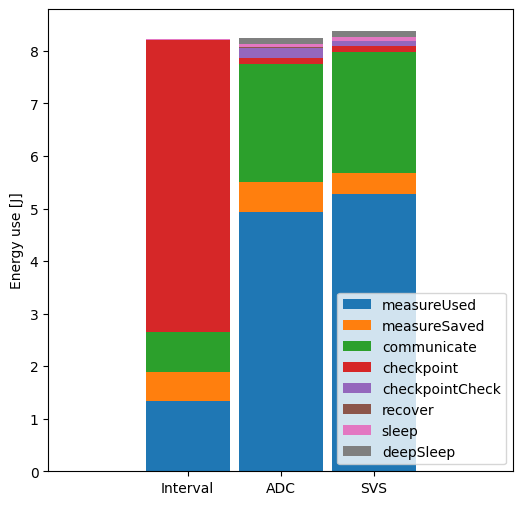 Energy use [J]
8
7
6
5
4
3
2
1
0
Interval
ADC
SVS
measureUsed
measureSaved
communicate
checkpoint
checkpointCheck
recover
sleep
deepSleep